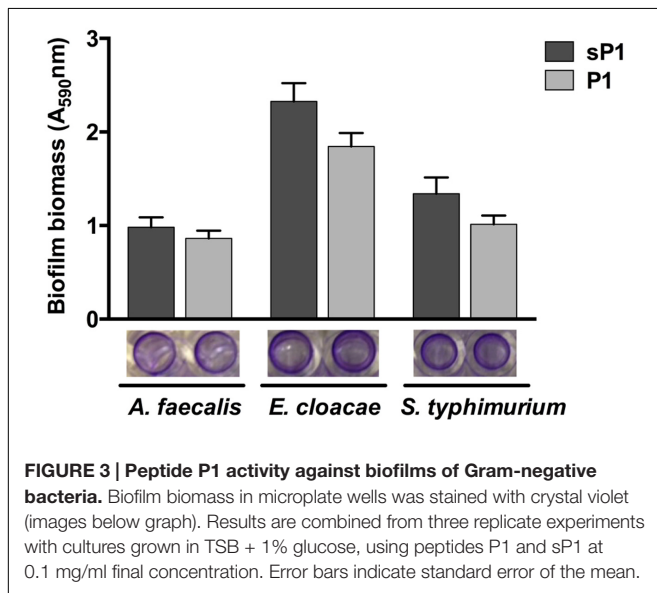 3
2
1
0
Biofilm biomass (A590nm)
sP1
P1
A. faecalis E. cloacae S. typhimurium
FIGURE 3 | Peptide P1 activity against biofilms of Gram-negative
bacteria. Biofilm biomass in microplate wells was stained with crystal violet
(images below graph). Results are combined from three replicate experiments
with cultures grown in TSB + 1% glucose, using peptides P1 and sP1 at
0.1 mg/ml final concentration. Error bars indicate standard error of the mean.